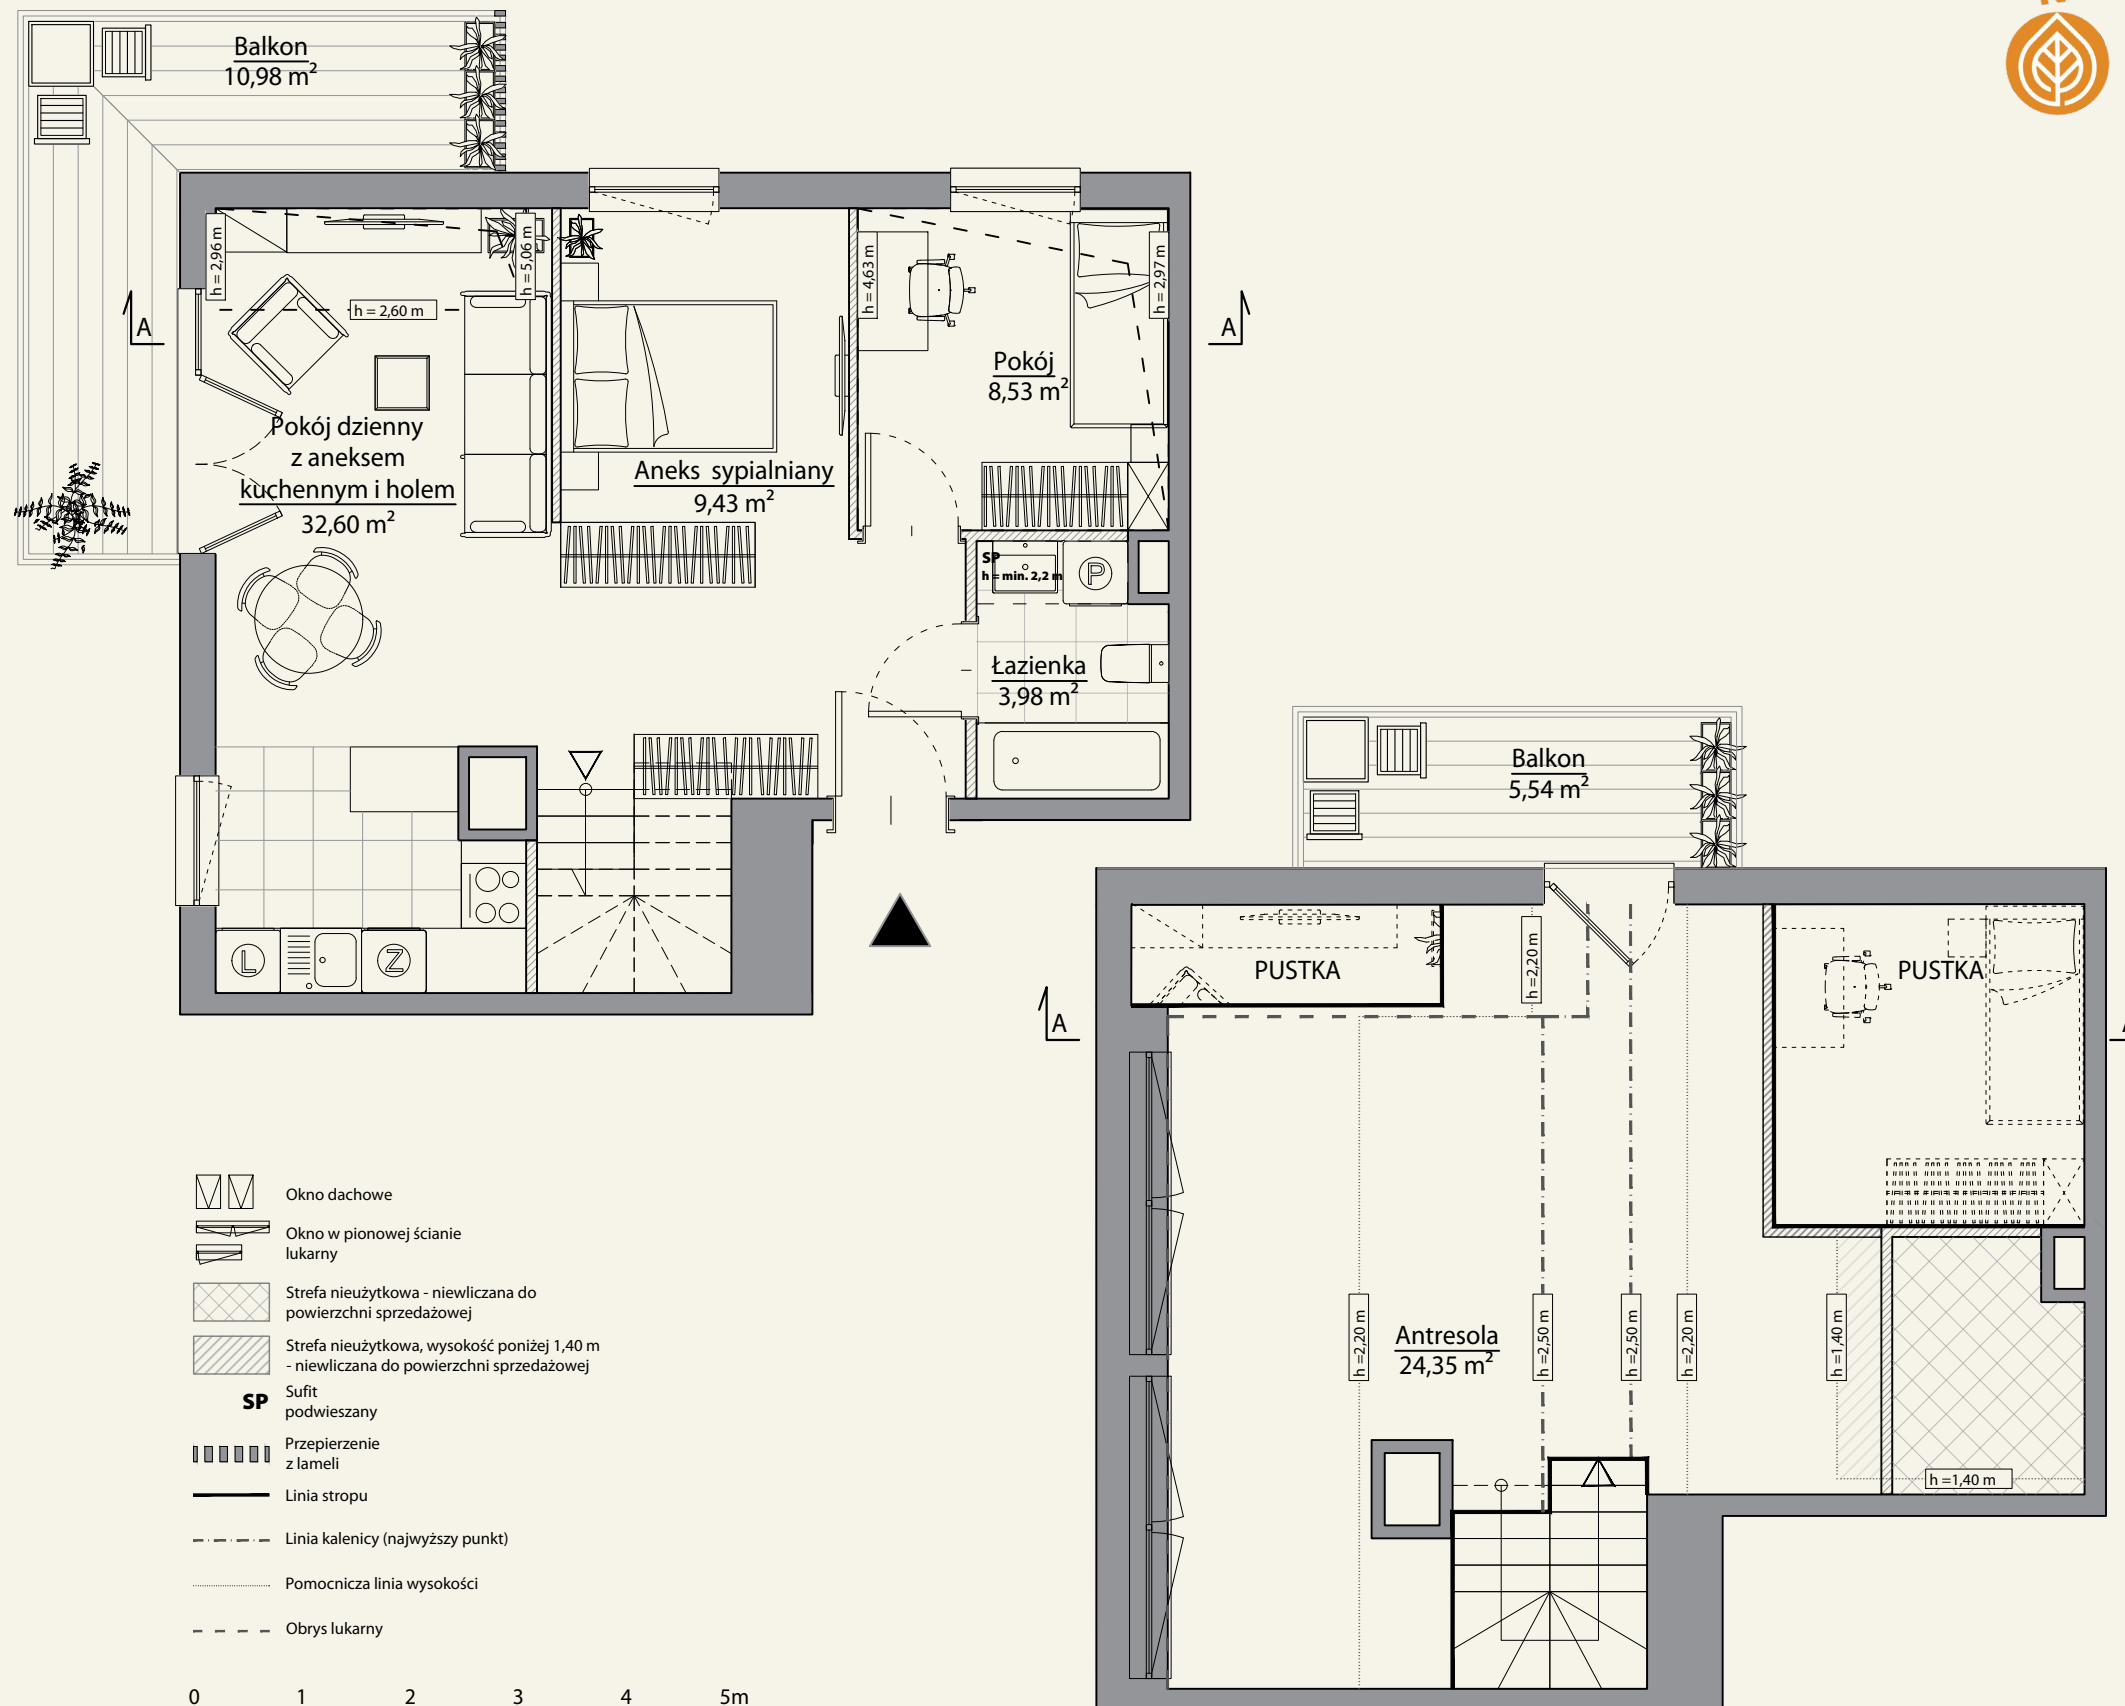 Balkon
10,98 m²
h = 2,96 m
h = 5,06 m
h = 4,63 m
h = 2,97 m
h = 2,60 m
A
A
Pokój
8,53 m²
Pokój dzienny
z aneksem
kuchennym i holem
32,60 m²
Aneks sypialniany
9,43 m²
SP
h = min. 2,2 m
P
Łazienka
3,98 m²
L
Z
Balkon
5,54 m²
PUSTKA
h =2,20 m
PUSTKA
A
h =2,20 m
Antresola
24,35 m²
h =2,50 m
h =2,50 m
h =2,20 m
h =1,40 m
h =1,40 m
Okno dachowe
Okno w pionowej ścianie
lukarny
Strefa nieużytkowa - niewliczana do
powierzchni sprzedażowej
Strefa nieużytkowa, wysokość poniżej 1,40 m
- niewliczana do powierzchni sprzedażowej
SP Sufit
podwieszany
Przepierzenie
z lameli
Linia stropu
Linia kalenicy (najwyższy punkt)
Pomocnicza linia wysokości
Obrys lukarny
0 1 2 3 4 5m